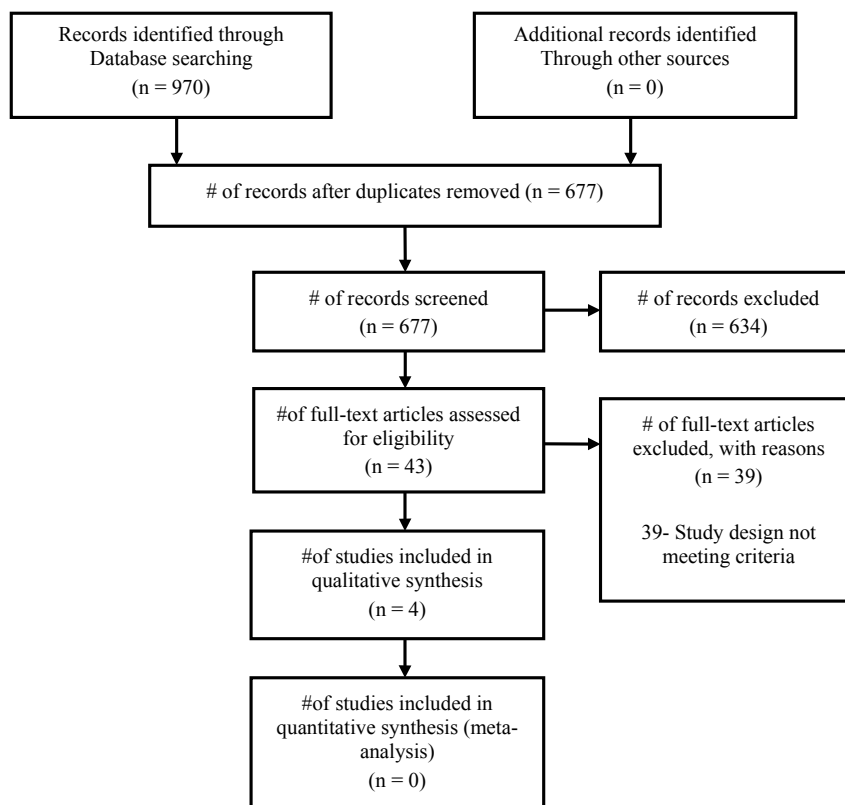 Records identified through
Database searching
(n = 970)
Additional records identified
Through other sources
(n = 0)
# of records after duplicates removed (n = 677)
# of records screened
(n = 677)
# of records excluded
(n = 634)
#of full-text articles assessed
for eligibility
(n = 43)
# of full-text articles
excluded, with reasons
(n = 39)
39- Study design not
meeting criteria
#of studies included in
qualitative synthesis
(n = 4)
#of studies included in
quantitative synthesis (meta-
analysis)
(n = 0)